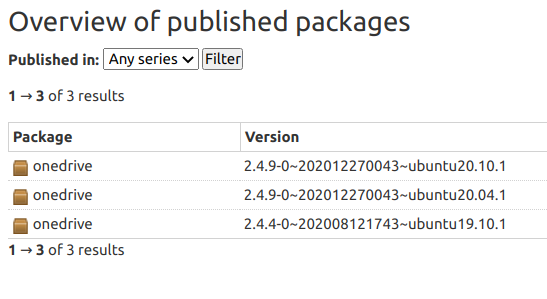 Overview of published packages
Published in: Any series Filter
1 → 3 of 3 results
Package Version
onedrive 2.4.9-0~202012270043~ubuntu20.10.1
onedrive 2.4.9-0~202012270043~ubuntu20.04.1
onedrive 2.4.4-0~202008121743~ubuntu19.10.1
1 → 3 of 3 results